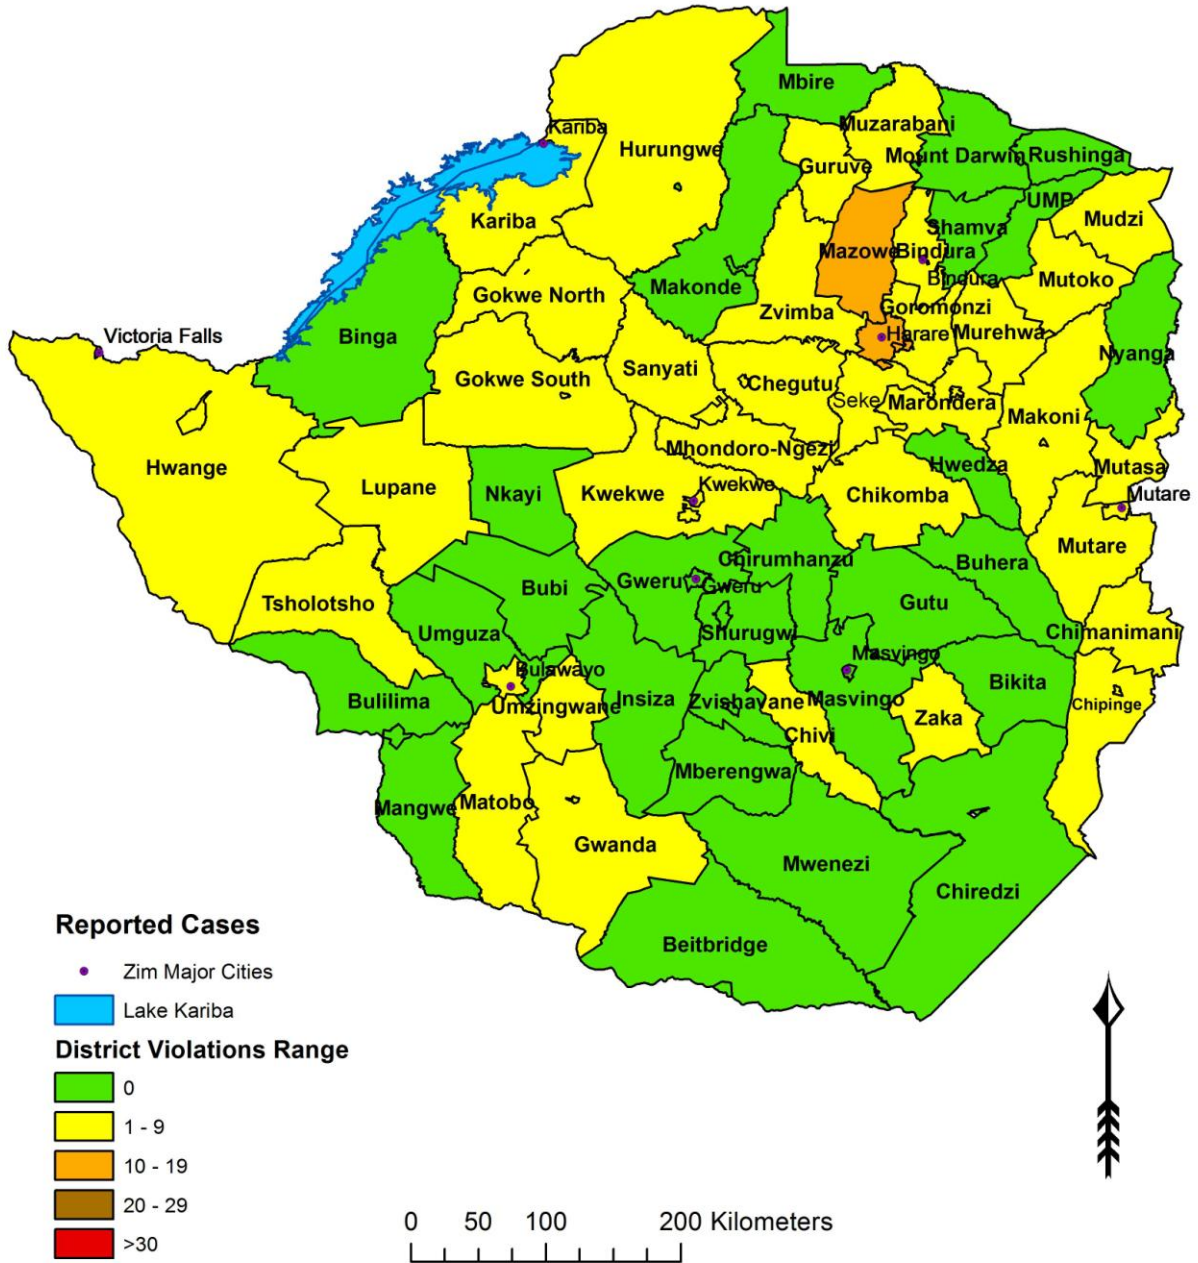 Mbire
Muzarabani
Kariba
Hurungwe
Guruve
Mount Darwin
Rushinga
UMP
Kariba
Shamva
Mudzi
Mazowe
Bindura
Bindura
Mutoko
Gokwe North
Makonde
Zvimba
Goromonzi
Harare
Murehwa
Victoria Falls
Binga
Nyanga
Gokwe South
Sanyati
Chegutu
Seke
Marondera
Makoni
Mhondoro-Ngezi
Hwange
Lupane
Nkayi
Kwekwe
Kwekwe
Chikomba
Hwedza
Mutasa
Mutare
Mutare
Chirumhanzu
Buhera
Bubi
Gweru
Gweru
Gutu
Tsholotsho
Umguza
Shurugwi
Chimanimani
Masvingo
Bulawayo
Bulilima
Umzingwane
Insiza
Zvishavane
Masvingo
Bikita
Chipinge
Zaka
Chivi
Mberengwa
Mangwe
Matobo
Gwanda
Mwenezi
Chiredzi
Beitbridge
Reported Cases
Zim Major Cities
Lake Kariba
District Violations Range
0
1 - 9
10 - 19
20 - 29
>30
0 50 100 200 Kilometers